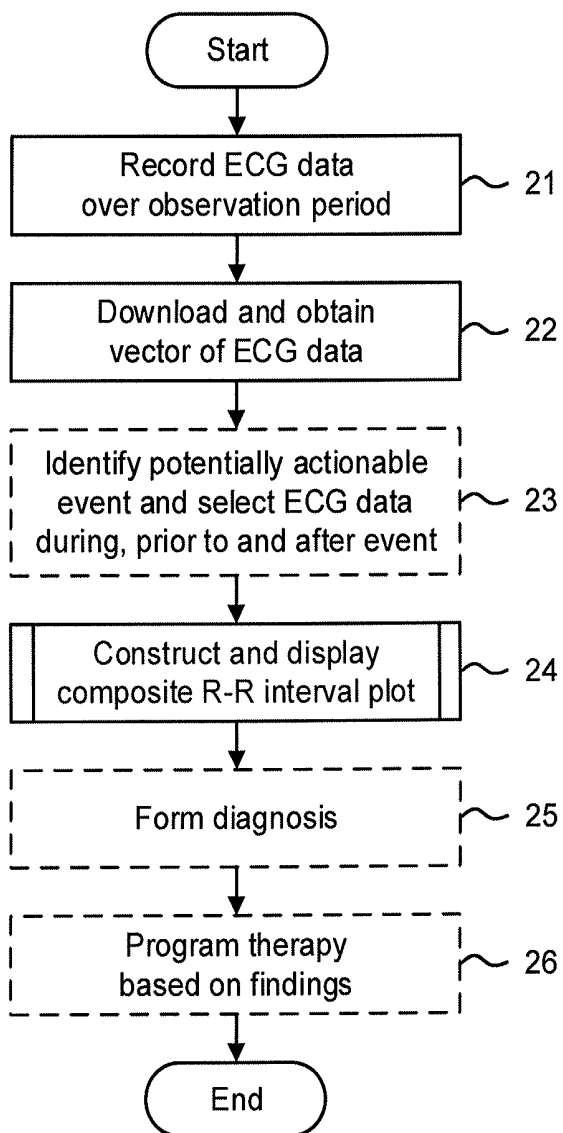 Start
Record ECG data
over observation period
21
Download and obtain
vector of ECG data
22
Identify potentially actionable
event and select ECG data
during, prior to and after event
23
Construct and display
composite R-R interval plot
24
Form diagnosis
25
Program therapy
based on findings
26
End